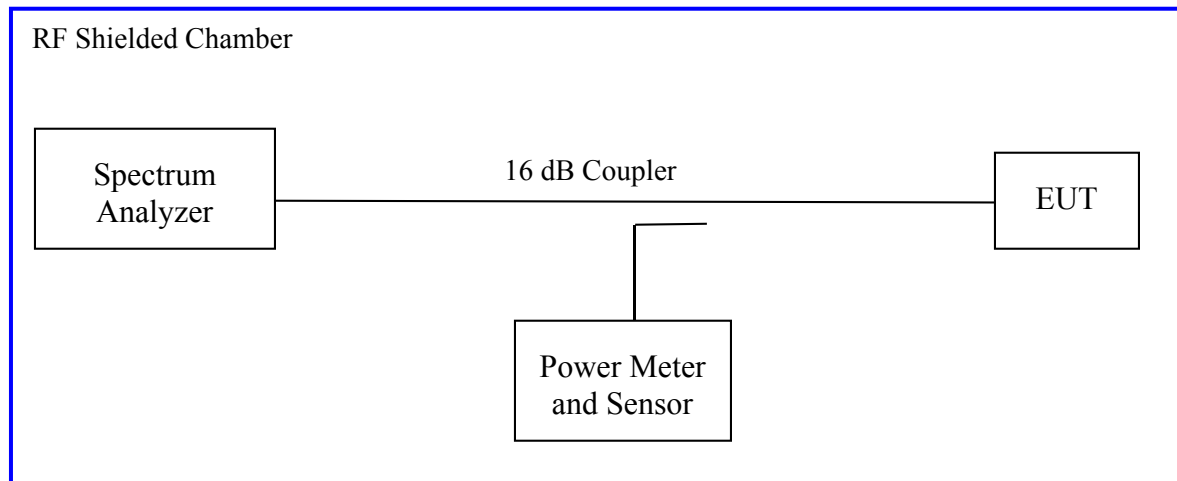 RF Shielded Chamber
16 dB Coupler
Spectrum
Analyzer
EUT
Power Meter
and Sensor